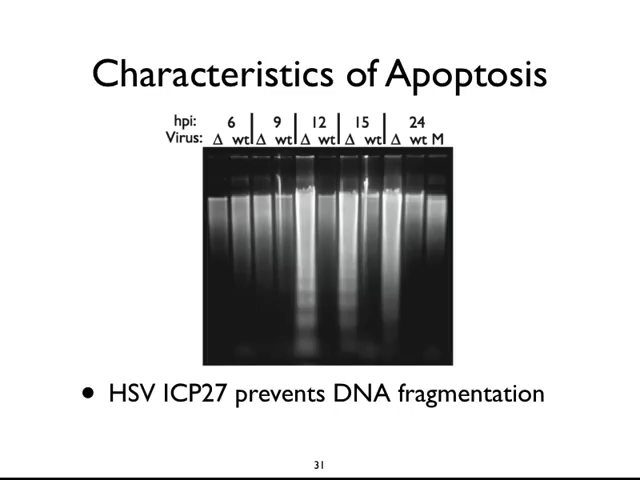 Characteristics of Apoptosis
hpi: 6 9 12 15 24
Virus: Δ wt Δ wt Δ wt Δ wt Δ wt M
• HSV ICP27 prevents DNA fragmentation
31